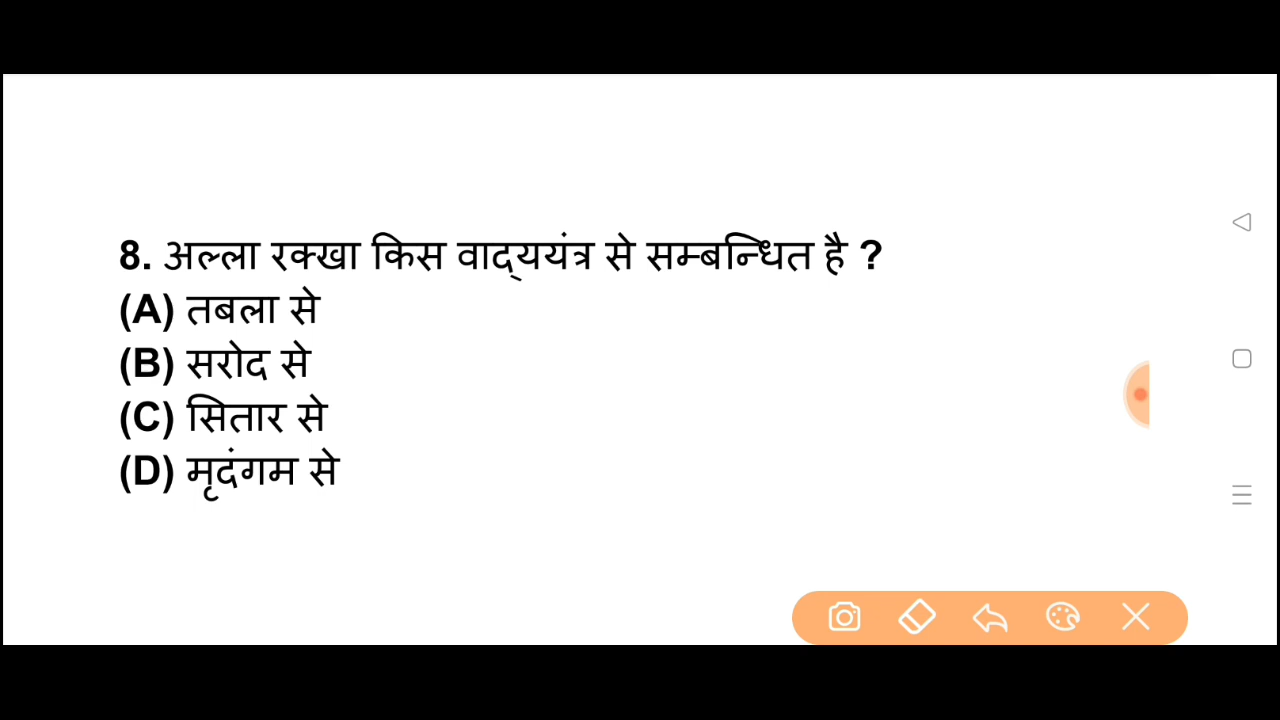 8. अल्ला रक्खा किस वाद्ययंत्र से सम्बन्धित है ?
(A) तबला से
(B) सरोद से
(C) सितार से
(D) मृदंगम से